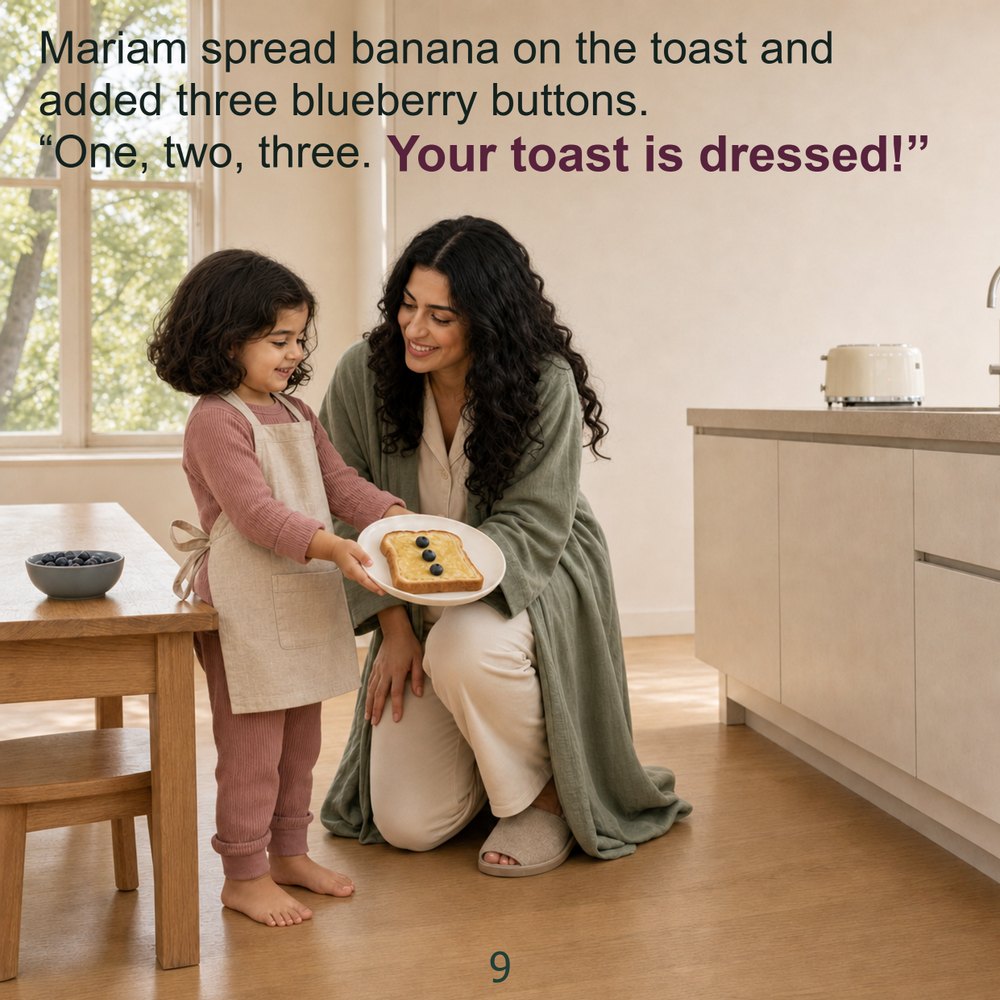 Mariam spread banana on the toast and
added three blueberry buttons.
“One, two, three. Your toast is dressed!”
9